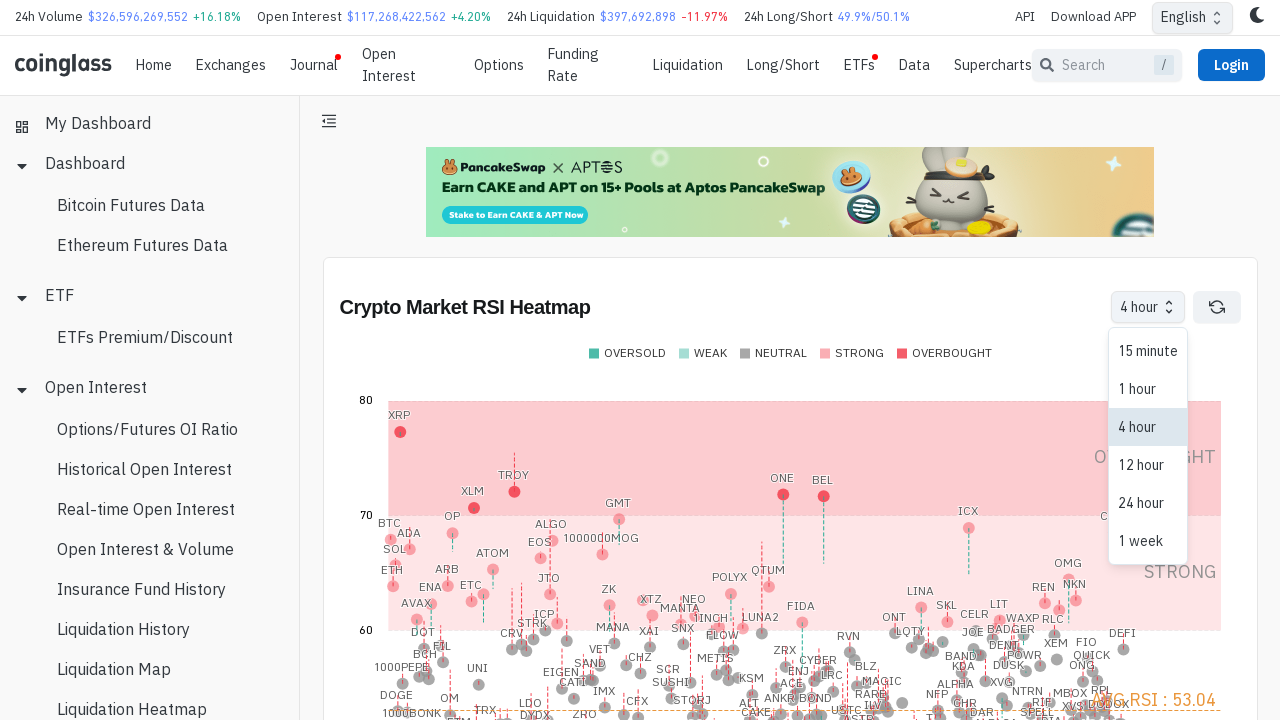 24h Volume $326,596,269,552 +16.18% Open Interest $117,268,422,562 +4.20% 24h Liquidation $397,692,898 -11.97% 24h Long/Short 49.9%/50.1% API Download APP English
coinglass Home Exchanges Journal Open Interest Options Funding Rate Liquidation Long/Short ETFs Data Supercharts Search / Login
My Dashboard
Dashboard
Bitcoin Futures Data
Ethereum Futures Data
ETF
ETFs Premium/Discount
Open Interest
Options/Futures OI Ratio
Historical Open Interest
Real-time Open Interest
Open Interest & Volume
Insurance Fund History
Liquidation History
Liquidation Map
Liquidation Heatmap
PancakeSwap X APTOS
Earn CAKE and APT on 15+ Pools at Aptos PancakeSwap
Stake to Earn CAKE & APT Now
Crypto Market RSI Heatmap
4 hour
15 minute
1 hour
4 hour
12 hour
24 hour
1 week
OVERSOLD WEAK NEUTRAL STRONG OVERBOUGHT
80
XRP
TRDY ONE BEL
XLM
GMT
70
BTC ADA OP ALGO ICX
SOL EOS 1000000MOG
ETH ARB ATOM QTUM OMG
ENA ETC JTO POLYX REN NKN
AVAX ICP ZK XTZ NEO MANTA 1INCH FIDA LINA SKL LIT
60
DOT CRV STRK MANA XAI SNX FLOW LUNA2 ONT LQTY CELR JOE BADGER WAXP RLC DEFI
BCH FIL VET CHZ METIS ZRX RVN XEM FIO
1000PEPE UNI EIGEN SAND SCR KSM ENJ CYBER LRC BLZ BAND KDA DENT POWR DUSK QUICK ONG
DOGE OM CATI IMX SUSHI ACE MAGIC ALPHA XVG RPL
1000BONK TRX LDO DYDX ZRO CFX STORJ ALT CAKE ANKR BOND USTC RARE ILV NFP CHR DAR NTRN RIF SPELL MEBOX XVS DODOX
STRONG
AVG RSI : 53.04